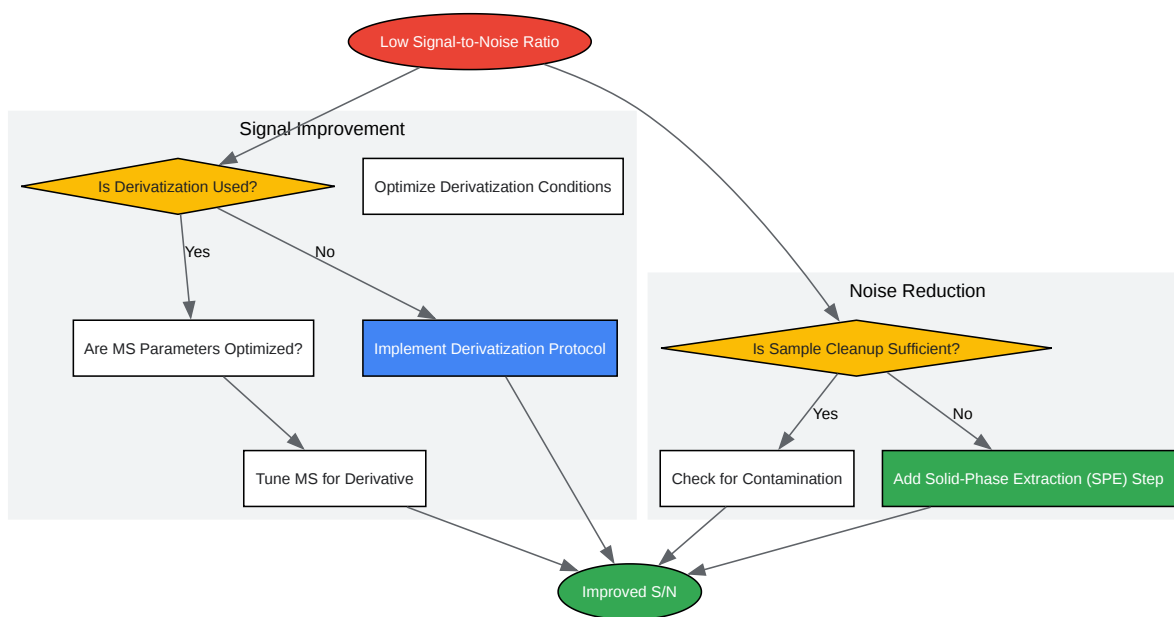 Low Signal-to-Noise Ratio
Signal Improvement
Is Derivatization Used?
Optimize Derivatization Conditions
Yes
No
Noise Reduction
Are MS Parameters Optimized?
Implement Derivatization Protocol
Is Sample Cleanup Sufficient?
Yes
No
Tune MS for Derivative
Check for Contamination
Add Solid-Phase Extraction (SPE) Step
Improved S/N